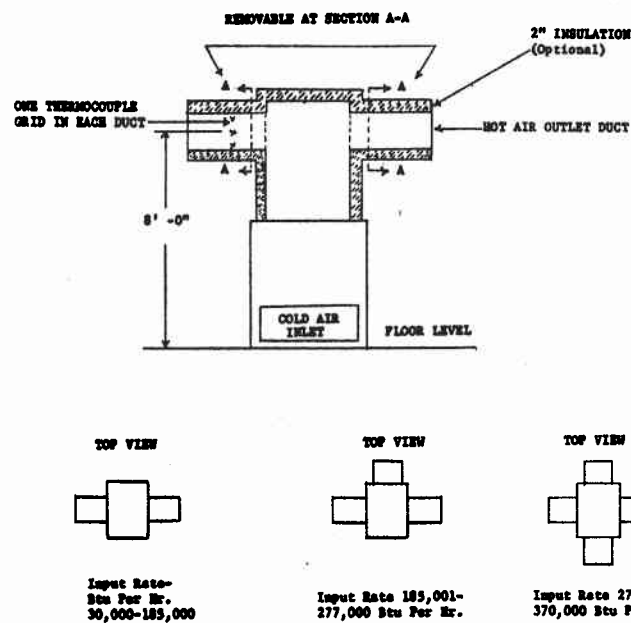 REMOVABLE AT SECTION A-A
2" INSULATION
(Optional)
A A
ONE THERMOCOUPLE
GRID IN EACH DUCT
HOT AIR OUTLET DUCT
A A
8' -0"
COLD AIR
INLET
FLOOR LEVEL
TOP VIEW
TOP VIEW
TOP VIEW
Input Rate-
Btu Per Hr.
30,000-185,000
Input Rate 185,001-
277,000 Btu Per Hr.
Input Rate 27
370,000 Btu P